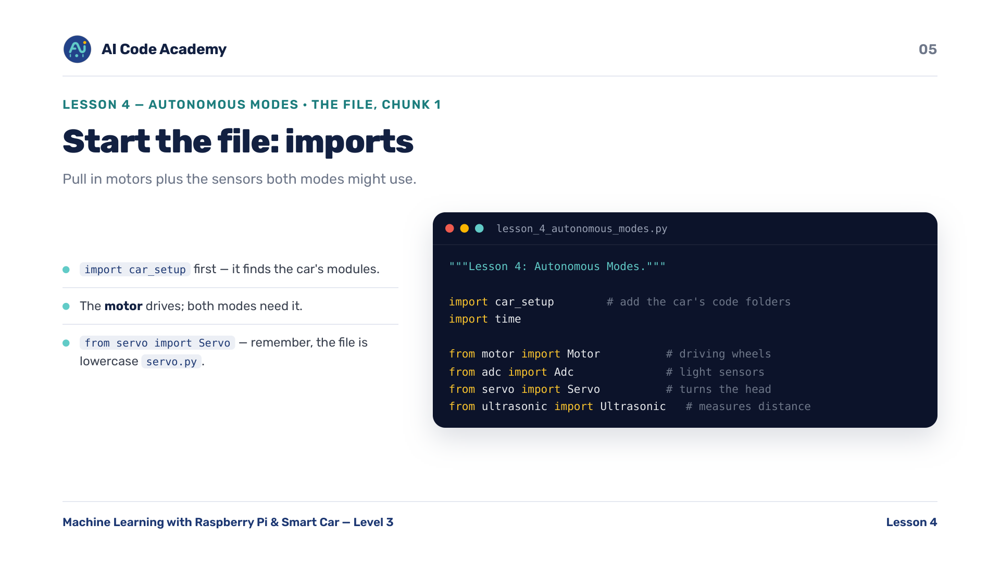 AI Code Academy
05
LESSON 4 — AUTONOMOUS MODES • THE FILE, CHUNK 1
Start the file: imports
Pull in motors plus the sensors both modes might use.
import car_setup first — it finds the car's modules.
The motor drives; both modes need it.
from servo import Servo — remember, the file is
lowercase servo.py.
lesson_4_autonomous_modes.py
"""Lesson 4: Autonomous Modes."""
import car_setup        # add the car's code folders
import time
from motor import Motor          # driving wheels
from adc import Adc              # light sensors
from servo import Servo          # turns the head
from ultrasonic import Ultrasonic   # measures distance
Machine Learning with Raspberry Pi & Smart Car — Level 3
Lesson 4